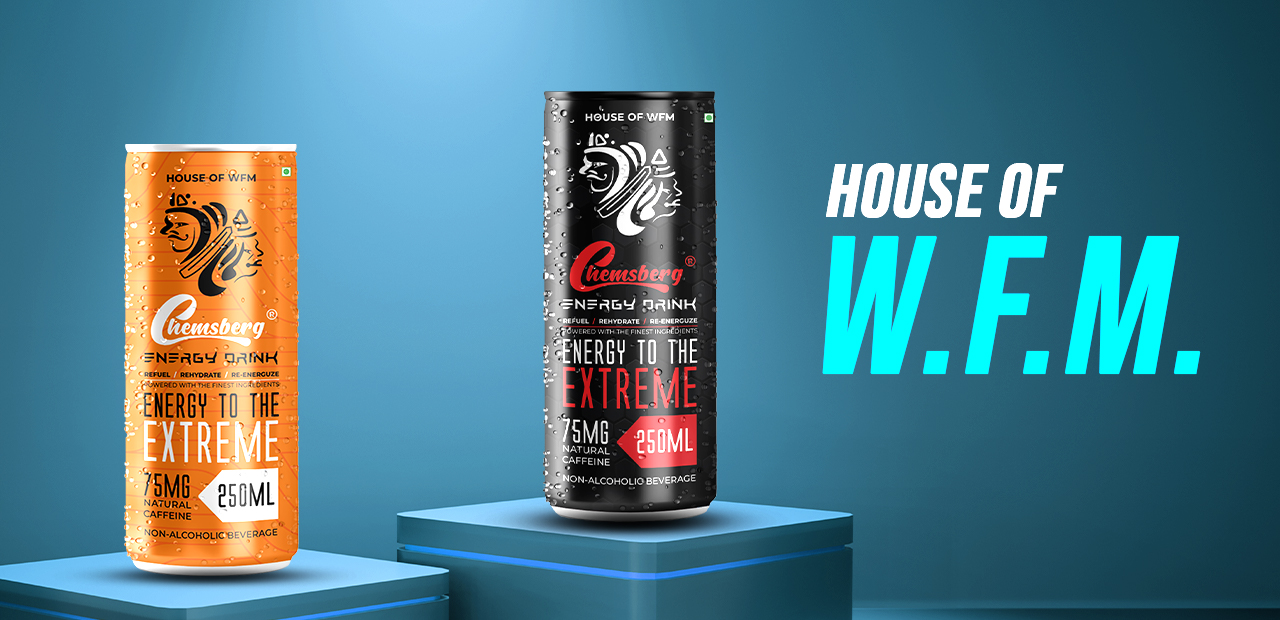 HOUSE OF WFM
Chemsberg®
ENERGY DRINK
REFUEL / REHYDRATE / RE-ENERGUZE
POWERED WITH THE FINEST INGREDIENTS
ENERGY TO THE
EXTREME
75MG
NATURAL
CAFFEINE
250ML
NON-ALCOHOLIC BEVERAGE
HOUSE OF WFM
Chemsberg®
ENERGY DRINK
REFUEL / REHYDRATE / RE-ENERGUZE
POWERED WITH THE FINEST INGREDIENTS
ENERGY TO THE
EXTREME
75MG
NATURAL
CAFFEINE
250ML
NON-ALCOHOLIC BEVERAGE
HOUSE OF
W.F.M.